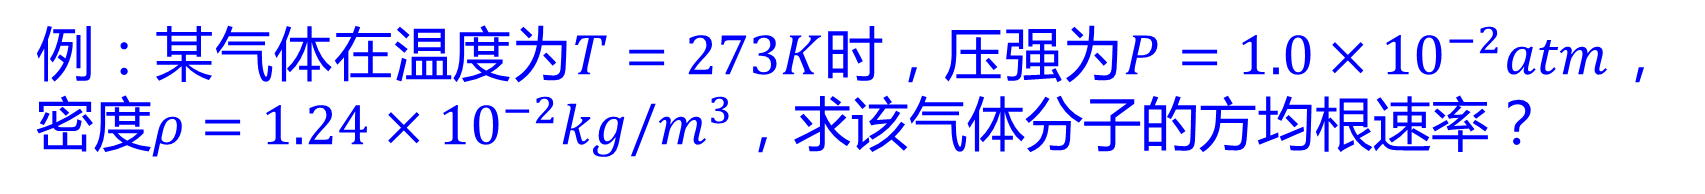 例：某气体在温度为T = 273K时，压强为P = 1.0 × 10⁻²atm，
密度ρ = 1.24 × 10⁻²kg/m³，求该气体分子的方均根速率？